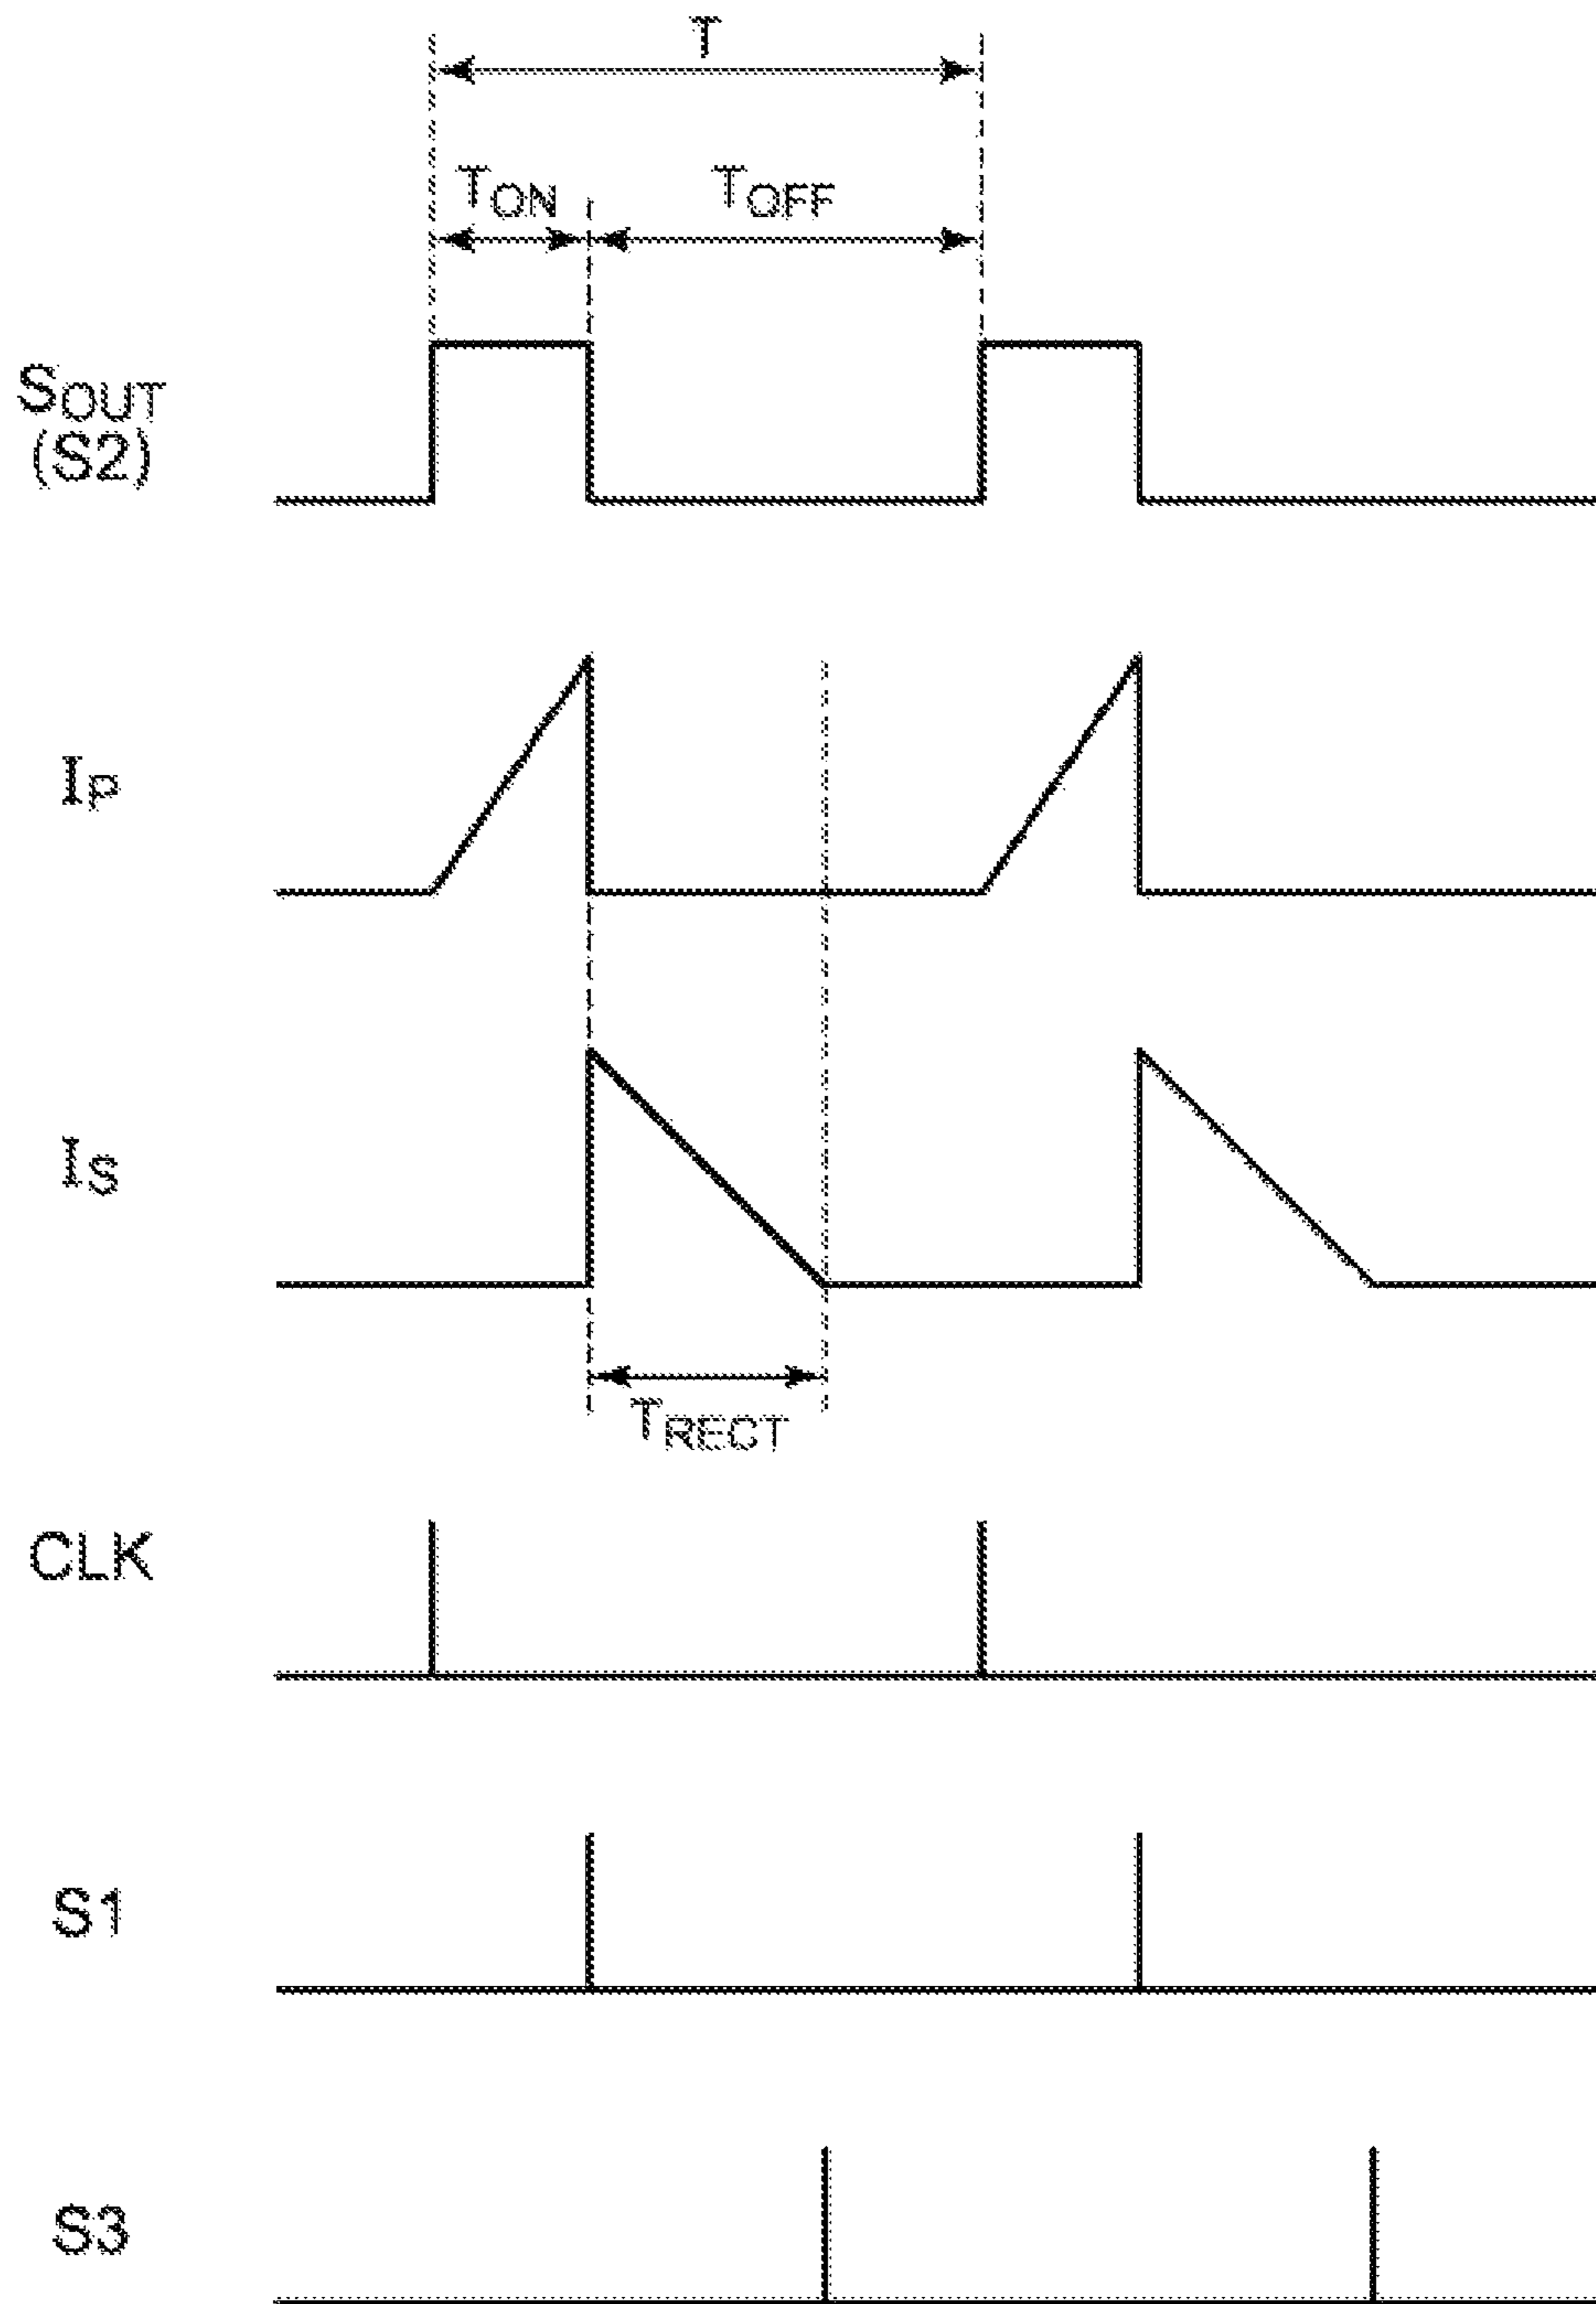 T
TON TOFF
SOUT
(S2)
IP
IS
TRECT
CLK
S1
S3